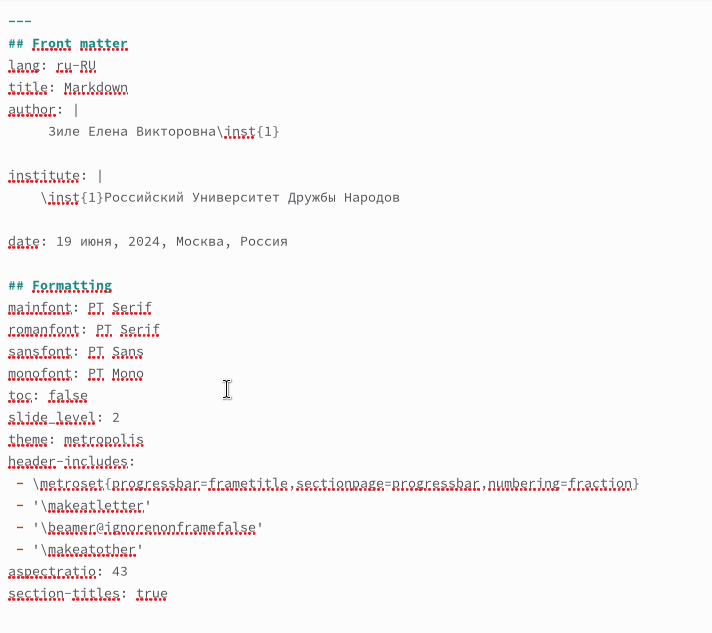 ---
## Front matter
lang: ru-RU
title: Markdown
author: |
Зиле Елена Викторовна\inst{1}
institute: |
\inst{1}Российский Университет Дружбы Народов
date: 19 июня, 2024, Москва, Россия
## Formatting
mainfont: PT Serif
romanfont: PT Serif
sansfont: PT Sans
monofont: PT Mono
toc: false
slide_level: 2
theme: metropolis
header-includes:
- \metroset{progressbar=frametitle,sectionpage=progressbar,numbering=fraction}
- '\makeatletter'
- '\beamer@ignorenonframefalse'
- '\makeatother'
aspectratio: 43
section-titles: true